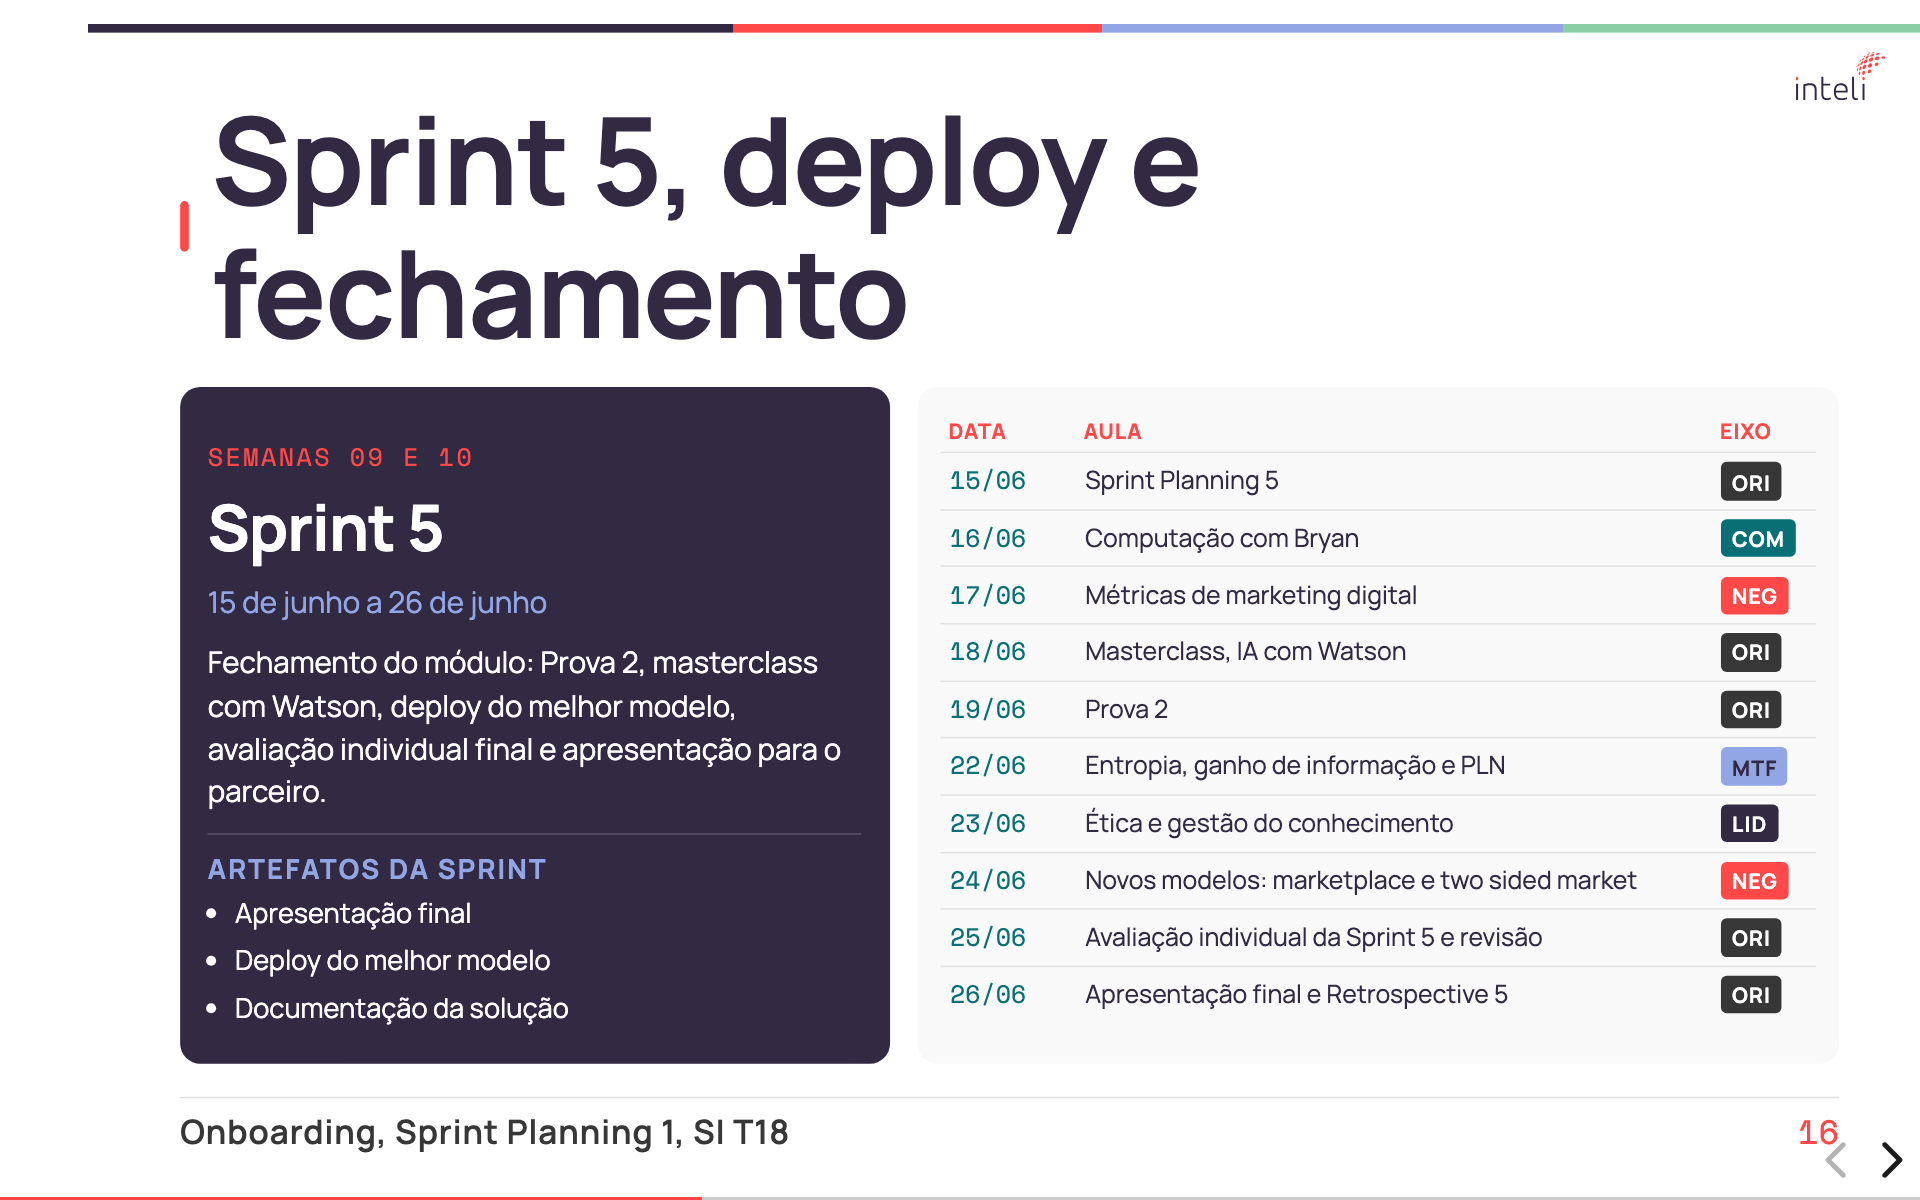 inteli
Sprint 5, deploy e
fechamento
SEMANAS 09 E 10
Sprint 5
15 de junho a 26 de junho
Fechamento do módulo: Prova 2, masterclass
com Watson, deploy do melhor modelo,
avaliação individual final e apresentação para o
parceiro.
ARTEFATOS DA SPRINT
• Apresentação final
• Deploy do melhor modelo
• Documentação da solução
DATA AULA EIXO
15/06 Sprint Planning 5 ORI
16/06 Computação com Bryan COM
17/06 Métricas de marketing digital NEG
18/06 Masterclass, IA com Watson ORI
19/06 Prova 2 ORI
22/06 Entropia, ganho de informação e PLN MTF
23/06 Ética e gestão do conhecimento LID
24/06 Novos modelos: marketplace e two sided market NEG
25/06 Avaliação individual da Sprint 5 e revisão ORI
26/06 Apresentação final e Retrospective 5 ORI
Onboarding, Sprint Planning 1, SI T18
16